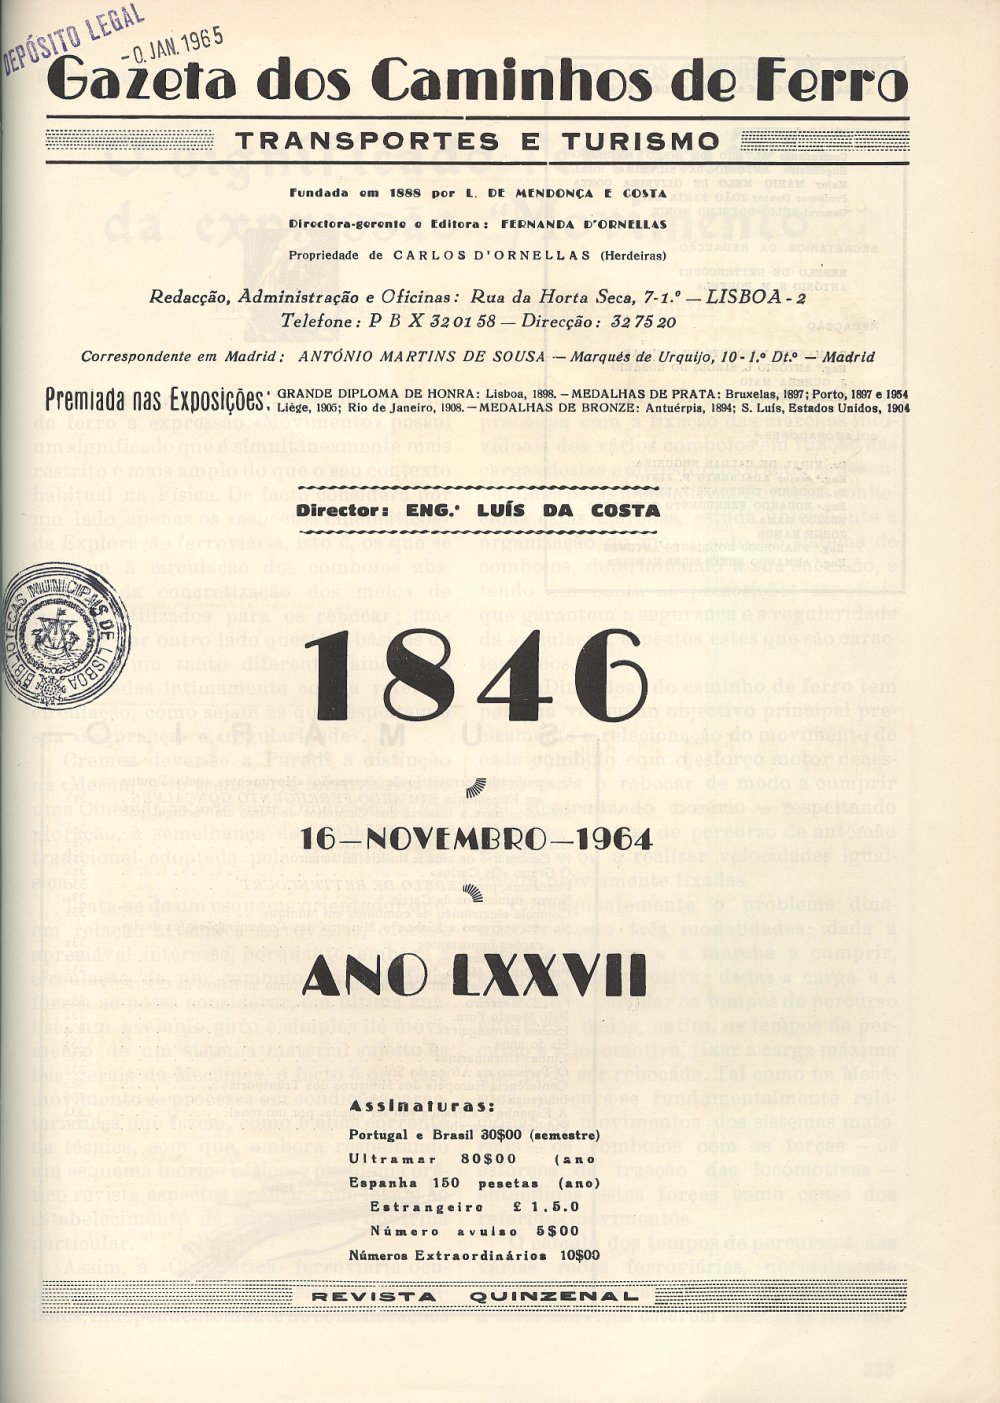 DEPÓSITO LEGAL
JAN. 1965
Gazeta dos Caminhos de Ferro
TRANSPORTES E TURISMO
Fundada em 1888 por L. DE MENDONÇA E COSTA
Directora-gerente e Editora: FERNANDA D'ORNELLAS
Propriedade de CARLOS D'ORNELLAS (Herdeiras)
Redacção, Administração e Oficinas: Rua da Horta Seca, 7-1.º — LISBOA - 2
Telefone: P B X 32 01 58 — Direcção: 32 75 20
Correspondente em Madrid: ANTÓNIO MARTINS DE SOUSA — Marqués de Urquijo, 10 - 1.º Dt.º — Madrid
Premiada nas Exposições:
GRANDE DIPLOMA DE HONRA: Lisboa, 1898. — MEDALHAS DE PRATA: Bruxelas, 1897; Porto, 1897 e 1954
Liège, 1905; Rio de Janeiro, 1908. — MEDALHAS DE BRONZE: Antuérpia, 1894; S. Luís, Estados Unidos, 1904
Director: ENG.º LUÍS DA COSTA
BIBLIOTECAS MUNICIPAIS DE LISBOA
1846
16—NOVEMBRO—1964
ANO LXXVII
Assinaturas:
Portugal e Brasil 30$00 (semestre)
Ultramar 80$00 (ano
Espanha 150 pesetas (ano)
Estrangeiro £ 1.5.0
Número avulso 5$00
Números Extraordinários 10$00
REVISTA QUINZENAL